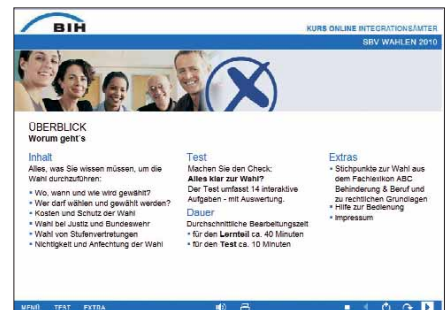 BIH
KURS ONLINE INTEGRATIONSÄMTER
SBV WAHLEN 2010
ÜBERBLICK
Worum geht's
Inhalt
Alles, was Sie wissen müssen, um die
Wahl durchzuführen:
• Wo, wann und wie wird gewählt?
• Wer darf wählen und gewählt werden?
• Kosten und Schutz der Wahl
• Wahl bei Justiz und Bundeswehr
• Wahl von Stufenvertretungen
• Nichtigkeit und Anfechtung der Wahl
Test
Machen Sie den Check:
Alles klar zur Wahl?
Der Test umfasst 14 interaktive
Aufgaben - mit Auswertung.
Dauer
Durchschnittliche Bearbeitungszeit
• für den Lernteil ca. 40 Minuten
• für den Test ca. 10 Minuten
Extras
• Stichpunkte zur Wahl aus
dem Fachlexikon ABC
Behinderung & Beruf und
zu rechtlichen Grundlagen
• Hilfe zur Bedienung
• Impressum
MENÜ TEST EXTRA